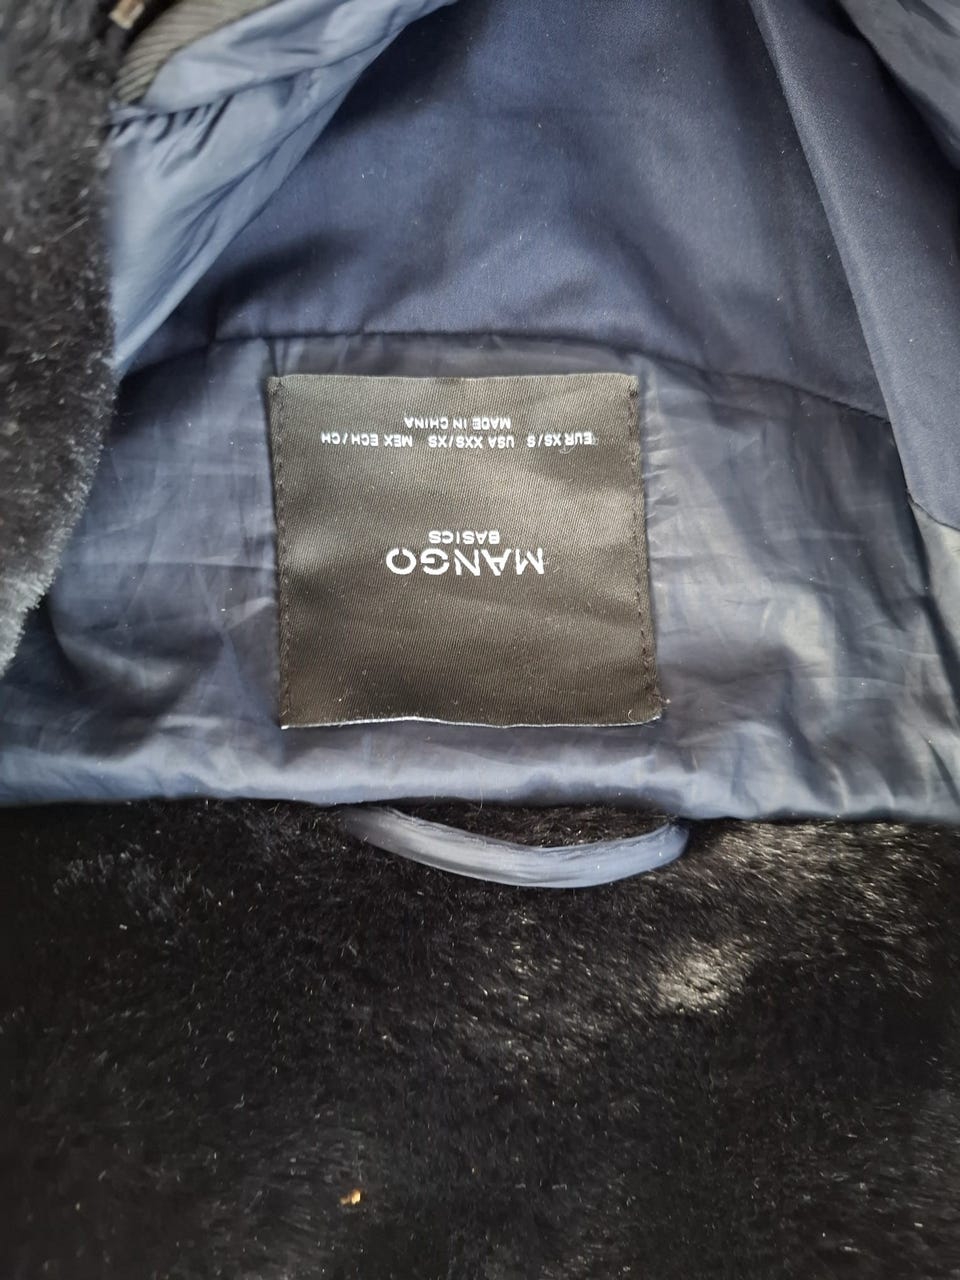 MANGO
BASICS
EUR XS/S USA XXS/XS MEX ECH/CH
MADE IN CHINA